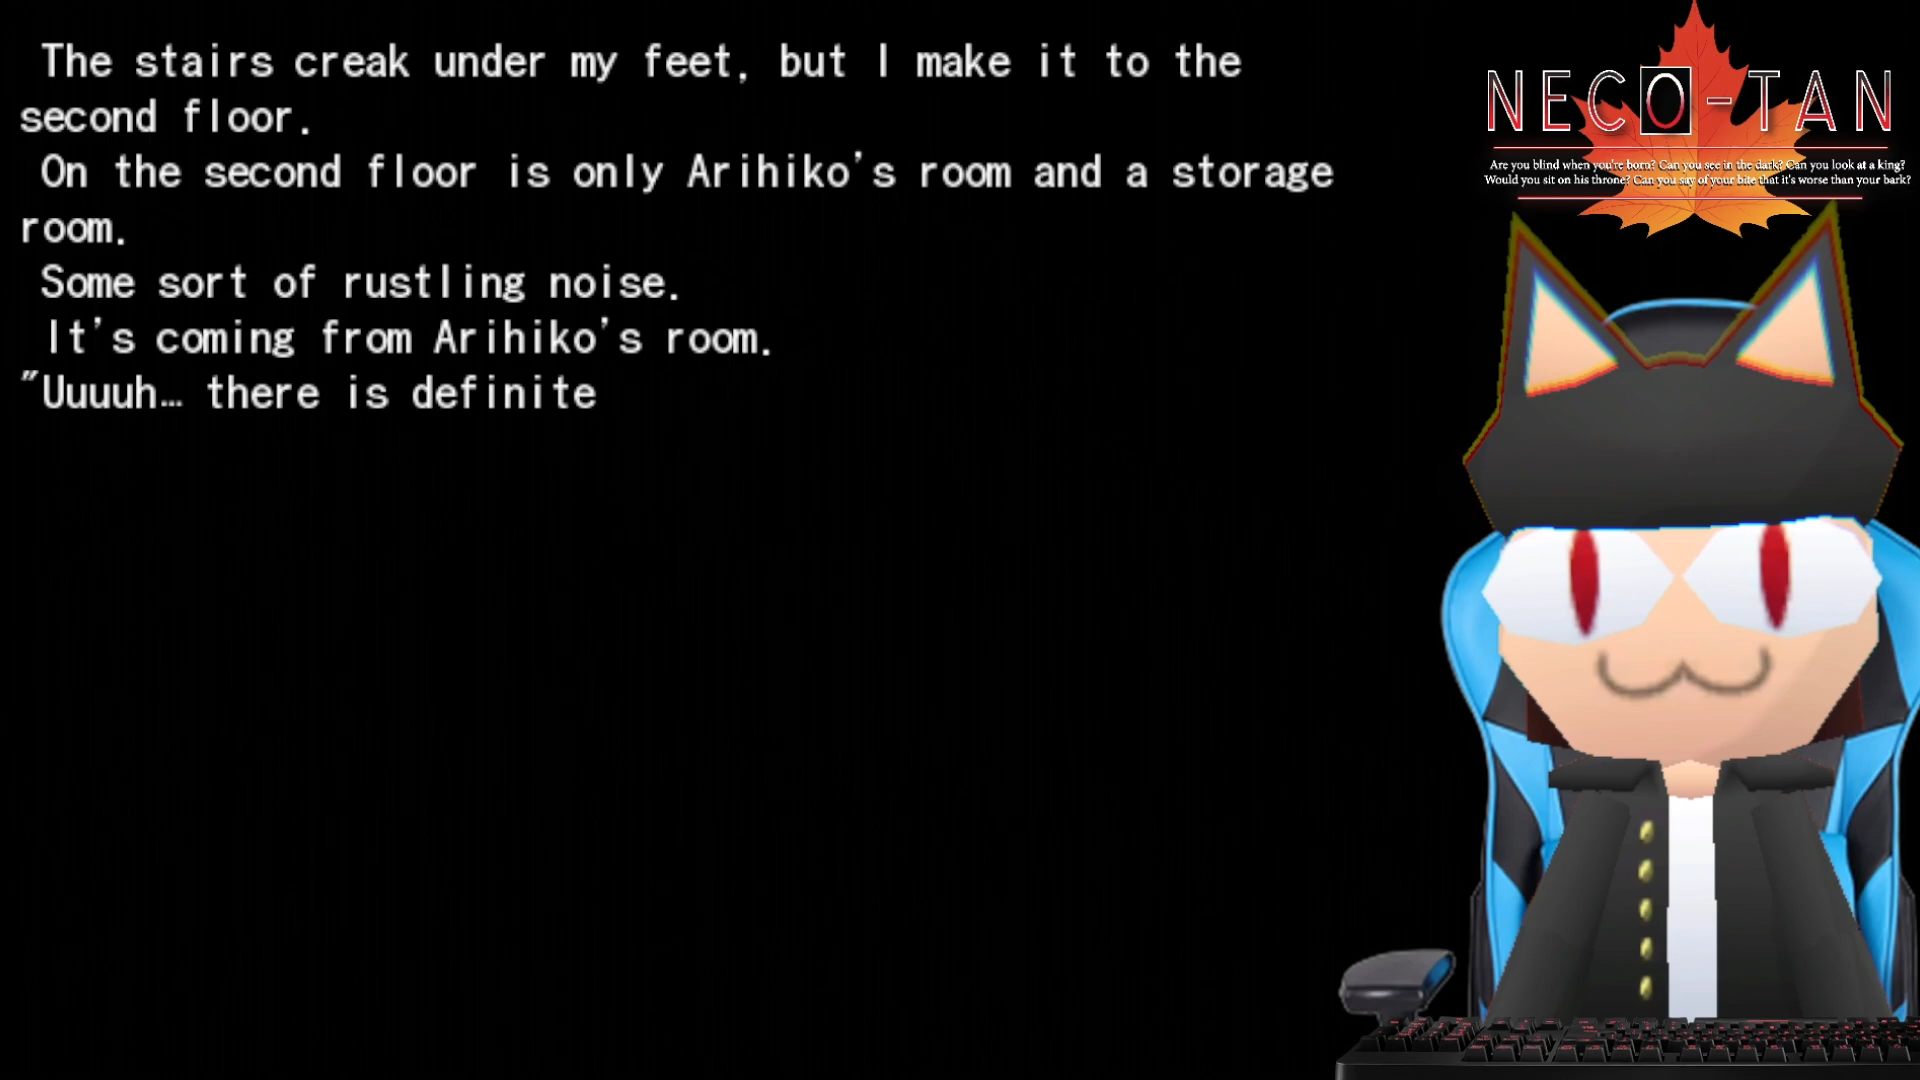 The stairs creak under my feet, but I make it to the
second floor.
On the second floor is only Arihiko's room and a storage
room.
Some sort of rustling noise.
It's coming from Arihiko's room.
"Uuuuh… there is definite
NECO-TAN
Are you blind when you're born? Can you see in the dark? Can you look at a king?
Would you sit on his throne? Can you say of your bite that it's worse than your bark?